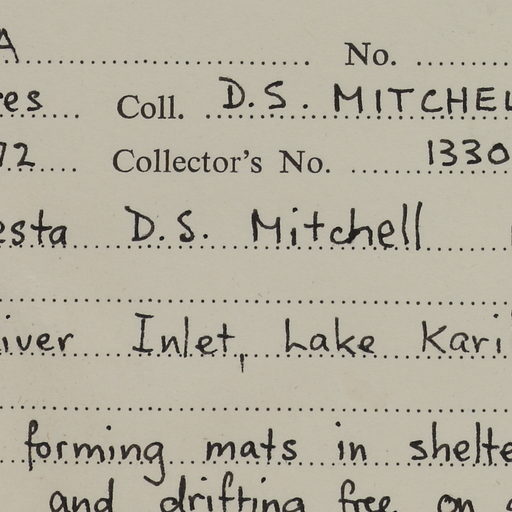 A No.
res Coll. D.S. MITCHEL
72 Collector's No. 1330
esta D.S. Mitchell
iver Inlet, Lake Kari
forming mats in shelte
and drifting free on